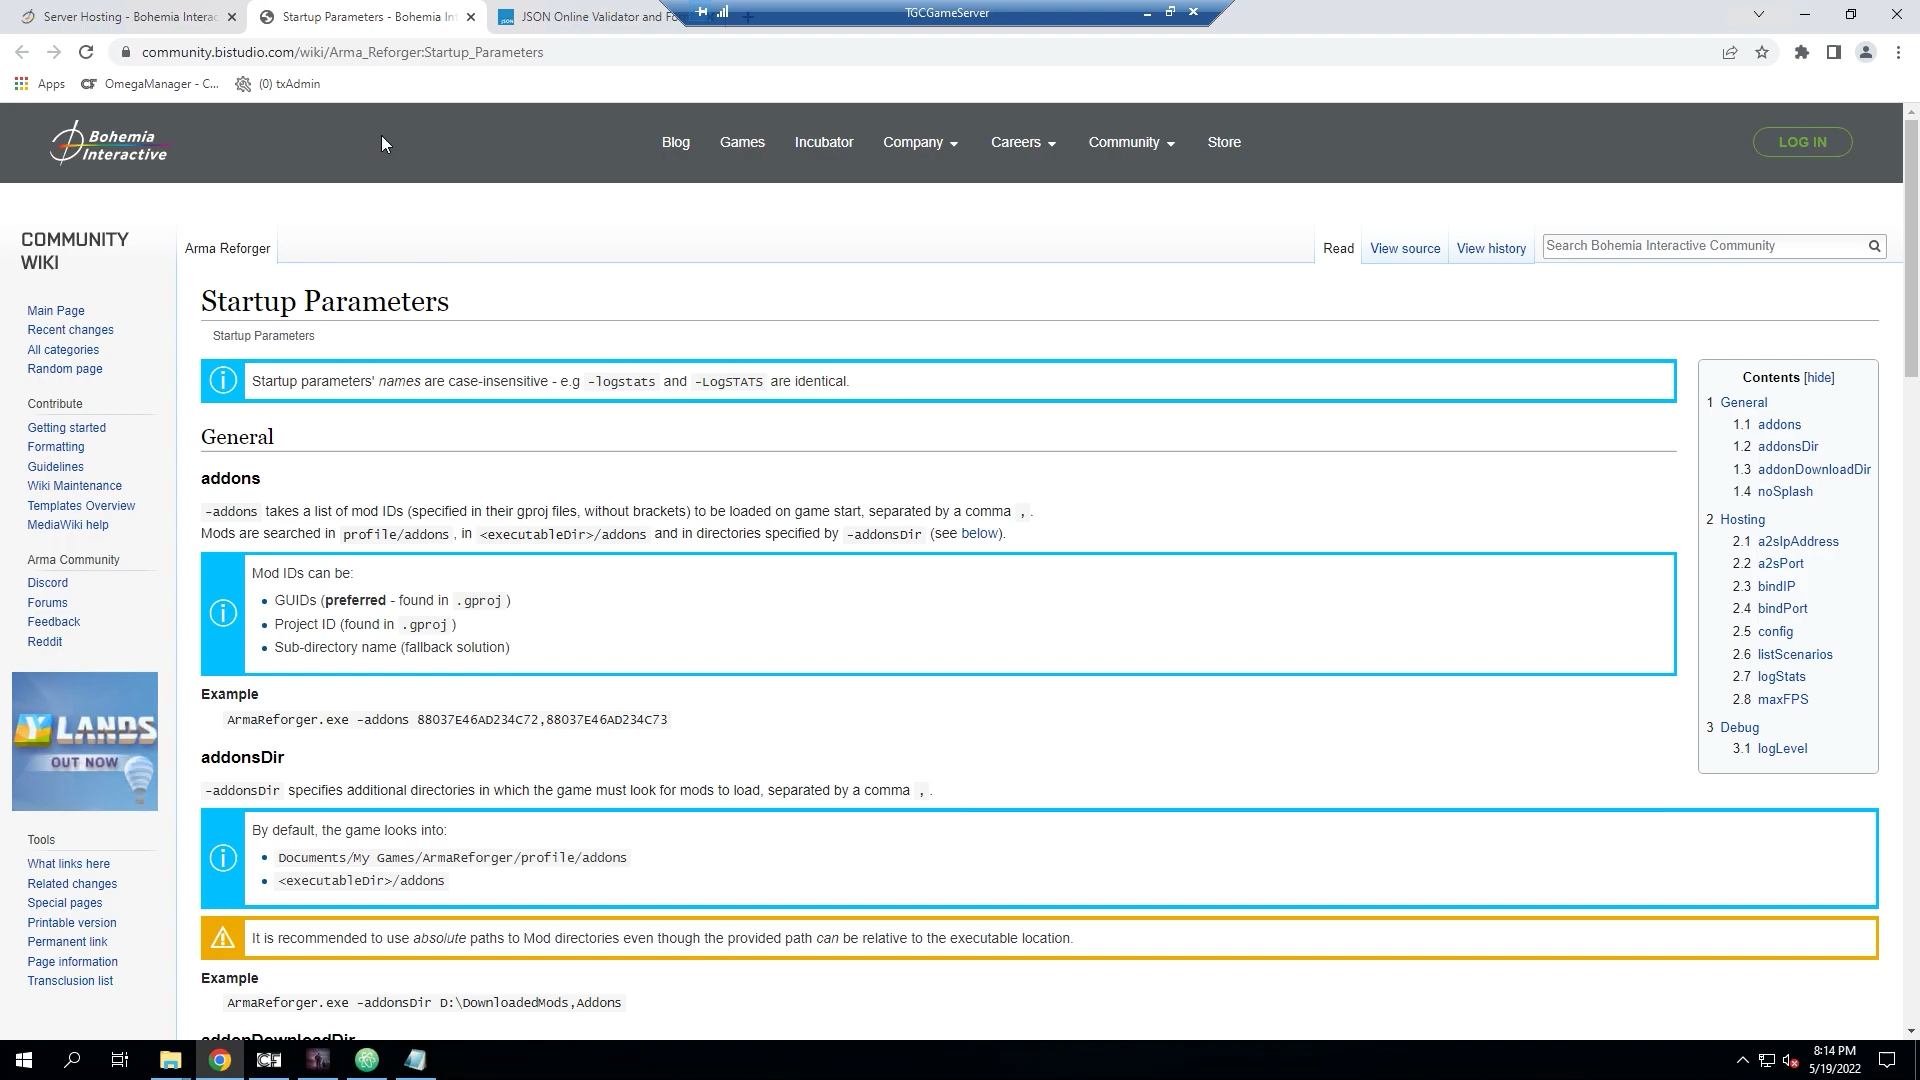 Server Hosting - Bohemia Interac
Startup Parameters - Bohemia Int
JSON Online Validator and Fo
TGCGameServer
community.bistudio.com/wiki/Arma_Reforger:Startup_Parameters
Apps
OmegaManager - C...
(0) txAdmin
Bohemia
Interactive
Blog
Games
Incubator
Company
Careers
Community
Store
LOG IN
COMMUNITY
WIKI
Arma Reforger
Read
View source
View history
Search Bohemia Interactive Community
Main Page
Recent changes
All categories
Random page
Contribute
Getting started
Formatting
Guidelines
Wiki Maintenance
Templates Overview
MediaWiki help
Arma Community
Discord
Forums
Feedback
Reddit
YLANDS
OUT NOW
Tools
What links here
Related changes
Special pages
Printable version
Permanent link
Page information
Transclusion list
Startup Parameters
Startup Parameters
Startup parameters' names are case-insensitive - e.g -logstats and -LogSTATS are identical.
General
addons
-addons takes a list of mod IDs (specified in their gproj files, without brackets) to be loaded on game start, separated by a comma , .
Mods are searched in profile/addons , in <executableDir>/addons and in directories specified by -addonsDir (see below).
Mod IDs can be:
• GUIDs (preferred - found in .gproj )
• Project ID (found in .gproj )
• Sub-directory name (fallback solution)
Example
ArmaReforger.exe -addons 88037E46AD234C72,88037E46AD234C73
addonsDir
-addonsDir specifies additional directories in which the game must look for mods to load, separated by a comma , .
By default, the game looks into:
• Documents/My Games/ArmaReforger/profile/addons
• <executableDir>/addons
It is recommended to use absolute paths to Mod directories even though the provided path can be relative to the executable location.
Example
ArmaReforger.exe -addonsDir D:\DownloadedMods,Addons
addonDownloadDir
Contents [hide]
1 General
1.1 addons
1.2 addonsDir
1.3 addonDownloadDir
1.4 noSplash
2 Hosting
2.1 a2sIpAddress
2.2 a2sPort
2.3 bindIP
2.4 bindPort
2.5 config
2.6 listScenarios
2.7 logStats
2.8 maxFPS
3 Debug
3.1 logLevel
CF
8:14 PM
5/19/2022